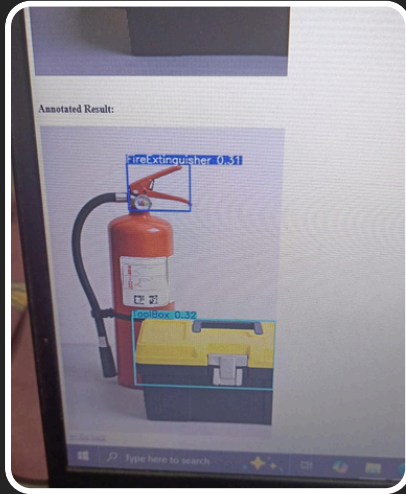 Annotated Result:
FireExtinguisher 0.31
ToolBox 0.32
Type here to search